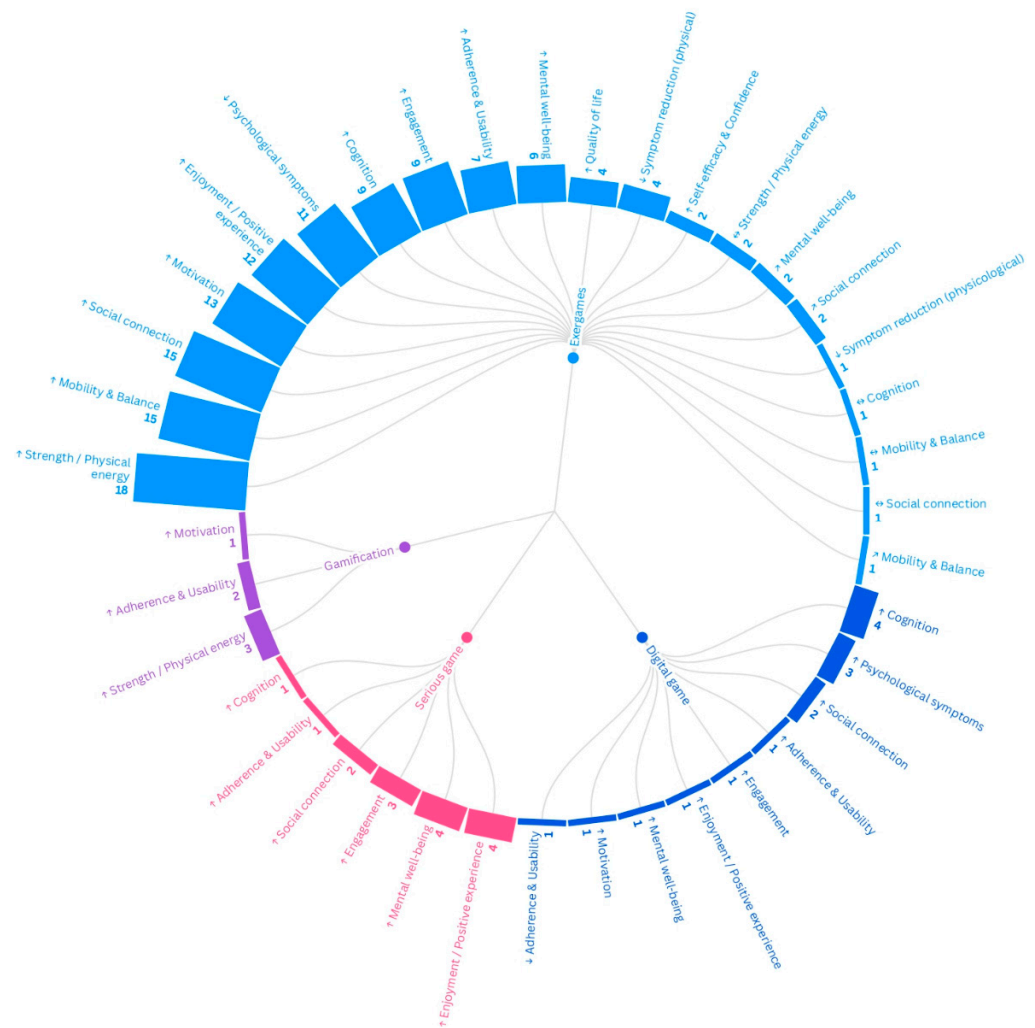 ↑ Strength / Physical
energy
18
↑ Mobility & Balance
15
↑ Social connection
15
↑ Motivation
13
↑ Enjoyment / Positive
experience
12
↓ Psychological symptoms
11
↑ Cognition
9
↑ Engagement
9
↑ Adherence & Usability
7
↑ Mental well-being
6
↑ Quality of life
4
↓ Symptom reduction (physical)
4
↑ Self-efficacy & Confidence
2
↔ Strength / Physical energy
2
↗ Mental well-being
2
↗ Social connection
2
↓ Symptom reduction (physicological)
1
↔ Cognition
1
↔ Mobility & Balance
1
↔ Social connection
1
↗ Mobility & Balance
1
Exergames
↑ Cognition
4
↑ Psychological symptoms
3
↑ Social connection
2
↑ Adherence & Usability
1
↑ Engagement
1
↑ Enjoyment / Positive experience
1
↑ Mental well-being
1
↑ Motivation
1
↓ Adherence & Usability
1
Digital game
↑ Enjoyment / Positive experience
4
↑ Mental well-being
4
↑ Engagement
3
↑ Social connection
2
↑ Adherence & Usability
1
↑ Cognition
1
Serious game
↑ Strength / Physical energy
3
↑ Adherence & Usability
2
↑ Motivation
1
Gamification